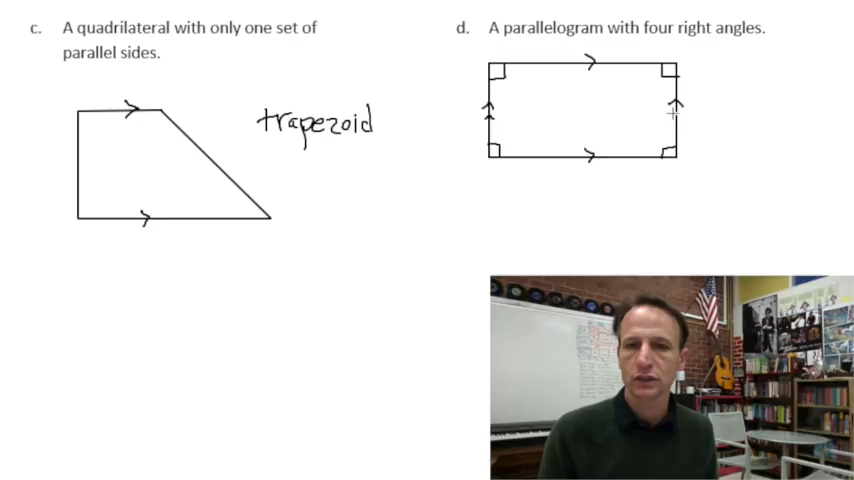 c. A quadrilateral with only one set of
parallel sides.
trapezoid
d. A parallelogram with four right angles.